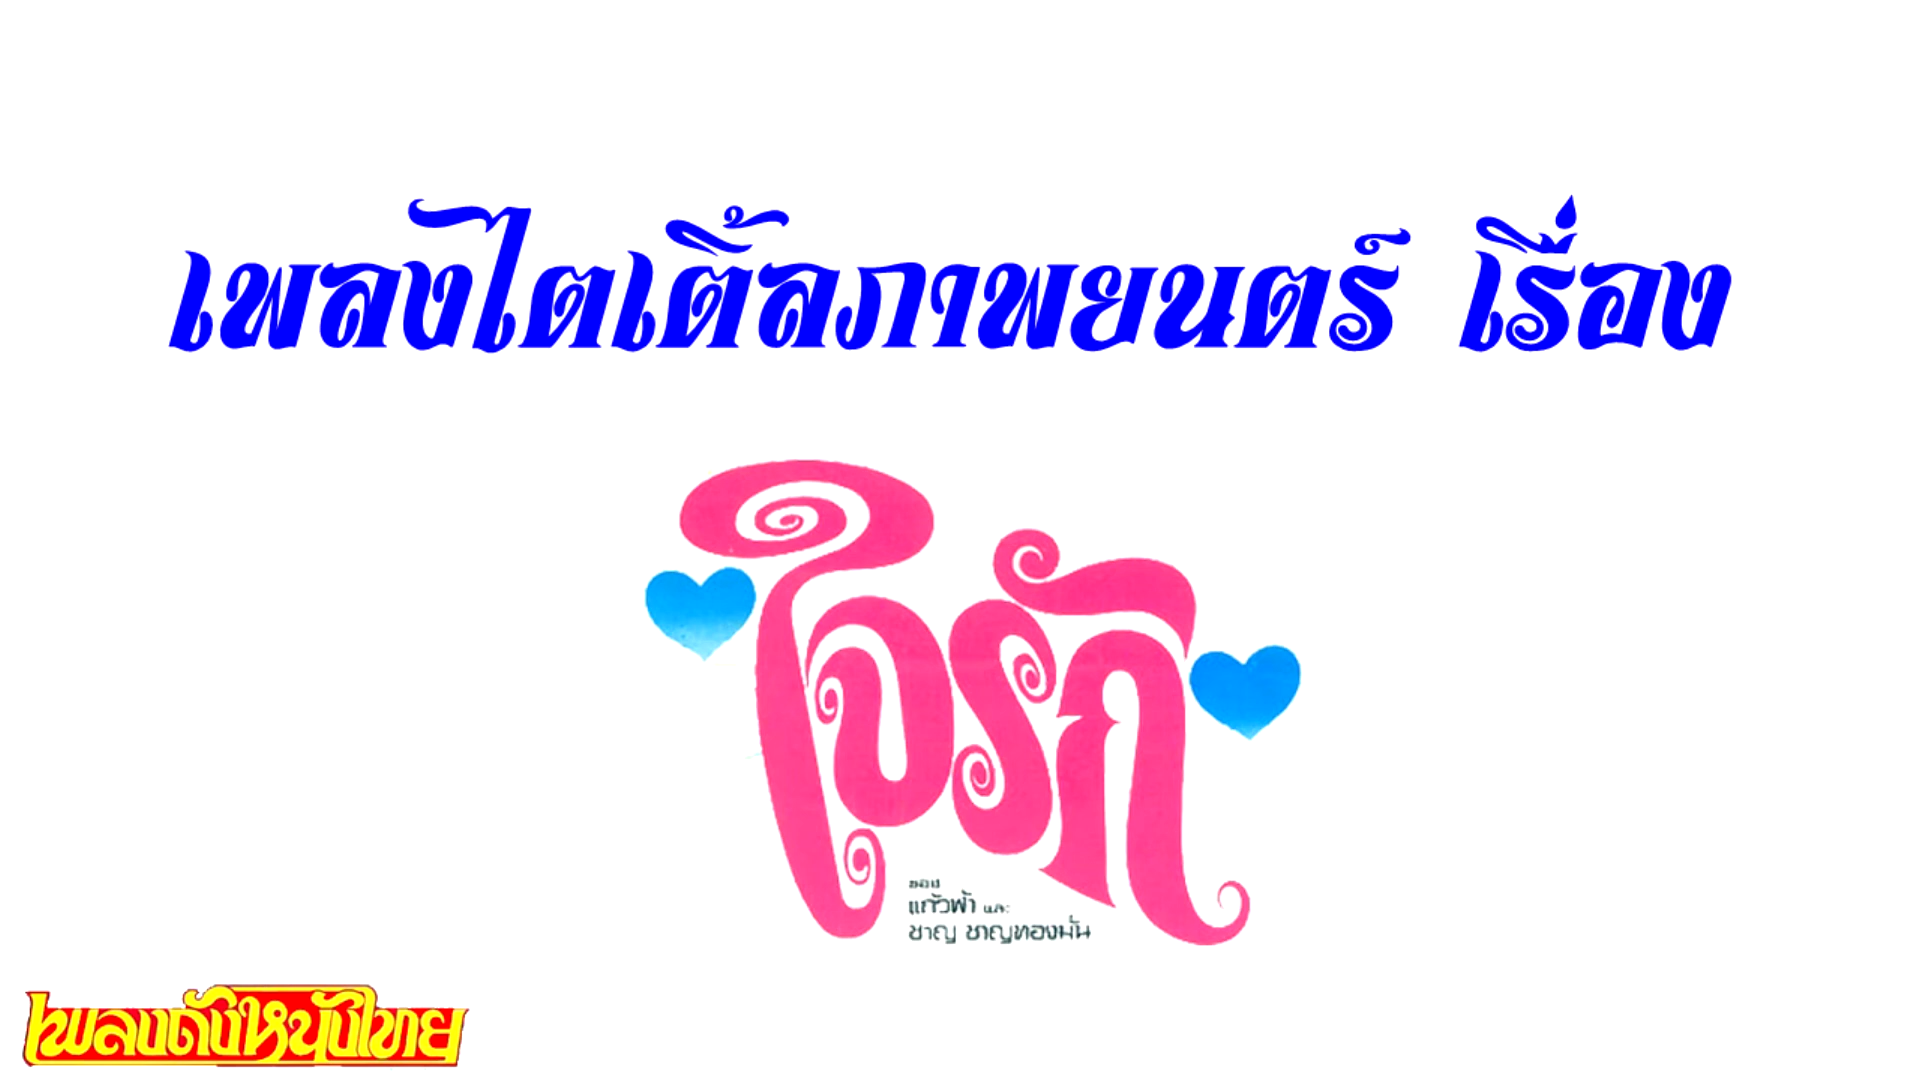 เพลงไตเติ้ลภาพยนตร์ เรื่อง
ใจรัก
ของ
แก้วฟ้า และ
ชาญ ชาญทองมั่น
เพลงดังหนังไทย